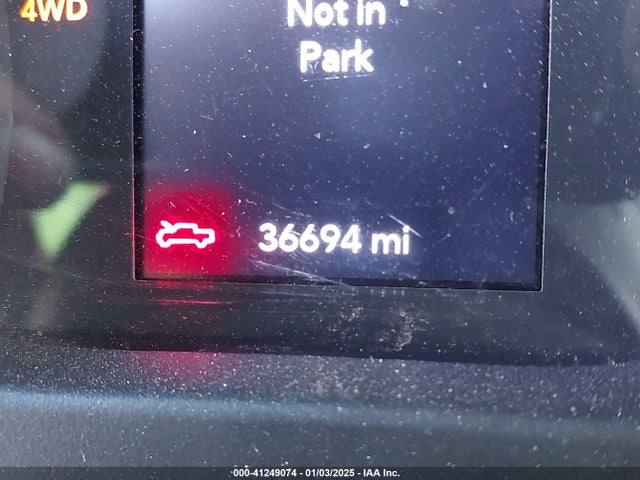 4WD
Not in
Park
36694 mi
000-41249074 - 01/03/2025 - IAA Inc.